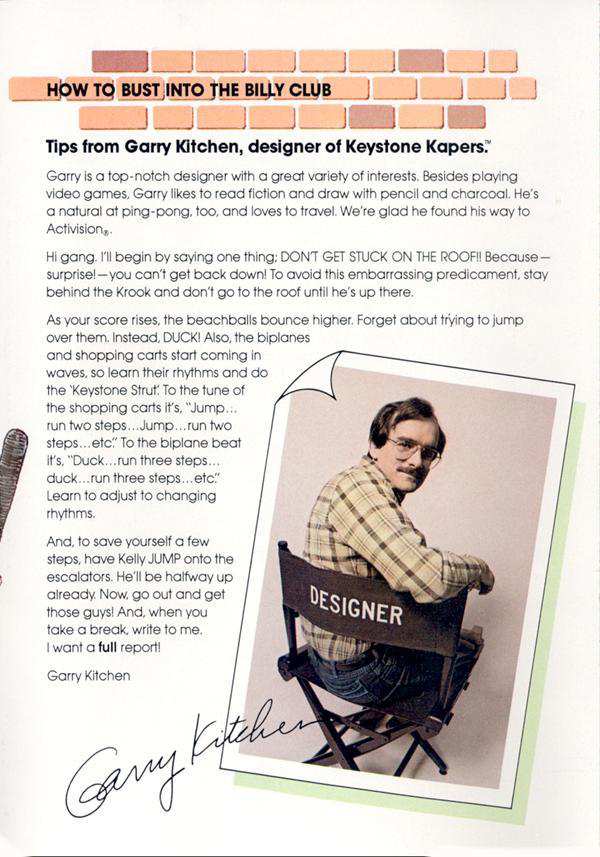 HOW TO BUST INTO THE BILLY CLUB
Tips from Garry Kitchen, designer of Keystone Kapers.™
Garry is a top-notch designer with a great variety of interests. Besides playing
video games, Garry likes to read fiction and draw with pencil and charcoal. He's
a natural at ping-pong, too, and loves to travel. We're glad he found his way to
Activision®.
Hi gang. I'll begin by saying one thing; DON'T GET STUCK ON THE ROOF!! Because—
surprise!—you can't get back down! To avoid this embarrassing predicament, stay
behind the Krook and don't go to the roof until he's up there.
As your score rises, the beachballs bounce higher. Forget about trying to jump
over them. Instead, DUCK! Also, the biplanes
and shopping carts start coming in
waves, so learn their rhythms and do
the 'Keystone Strut'. To the tune of
the shopping carts it's, "Jump...
run two steps...Jump...run two
steps...etc." To the biplane beat
it's, "Duck...run three steps...
duck...run three steps...etc."
Learn to adjust to changing
rhythms.
And, to save yourself a few
steps, have Kelly JUMP onto the
escalators. He'll be halfway up
already. Now, go out and get
those guys! And, when you
take a break, write to me.
I want a full report!
Garry Kitchen
DESIGNER
Garry Kitchen